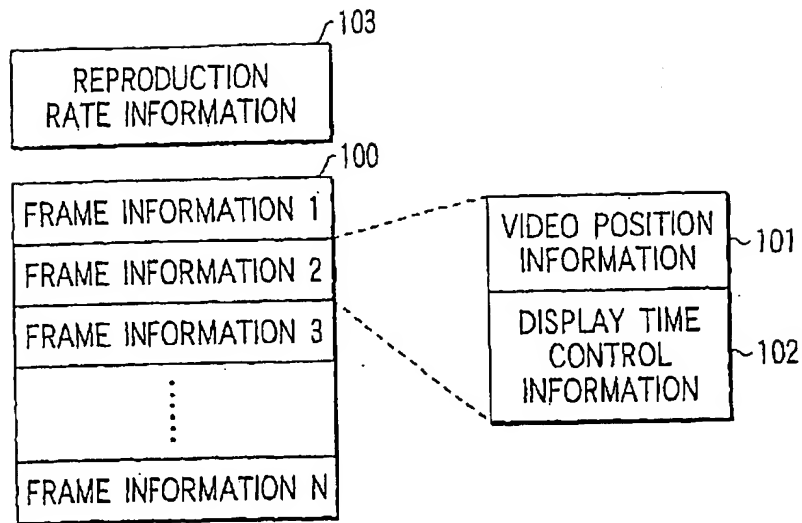 103
REPRODUCTION
RATE INFORMATION
100
FRAME INFORMATION 1
FRAME INFORMATION 2
FRAME INFORMATION 3
FRAME INFORMATION N
VIDEO POSITION
INFORMATION
101
DISPLAY TIME
CONTROL
INFORMATION
102